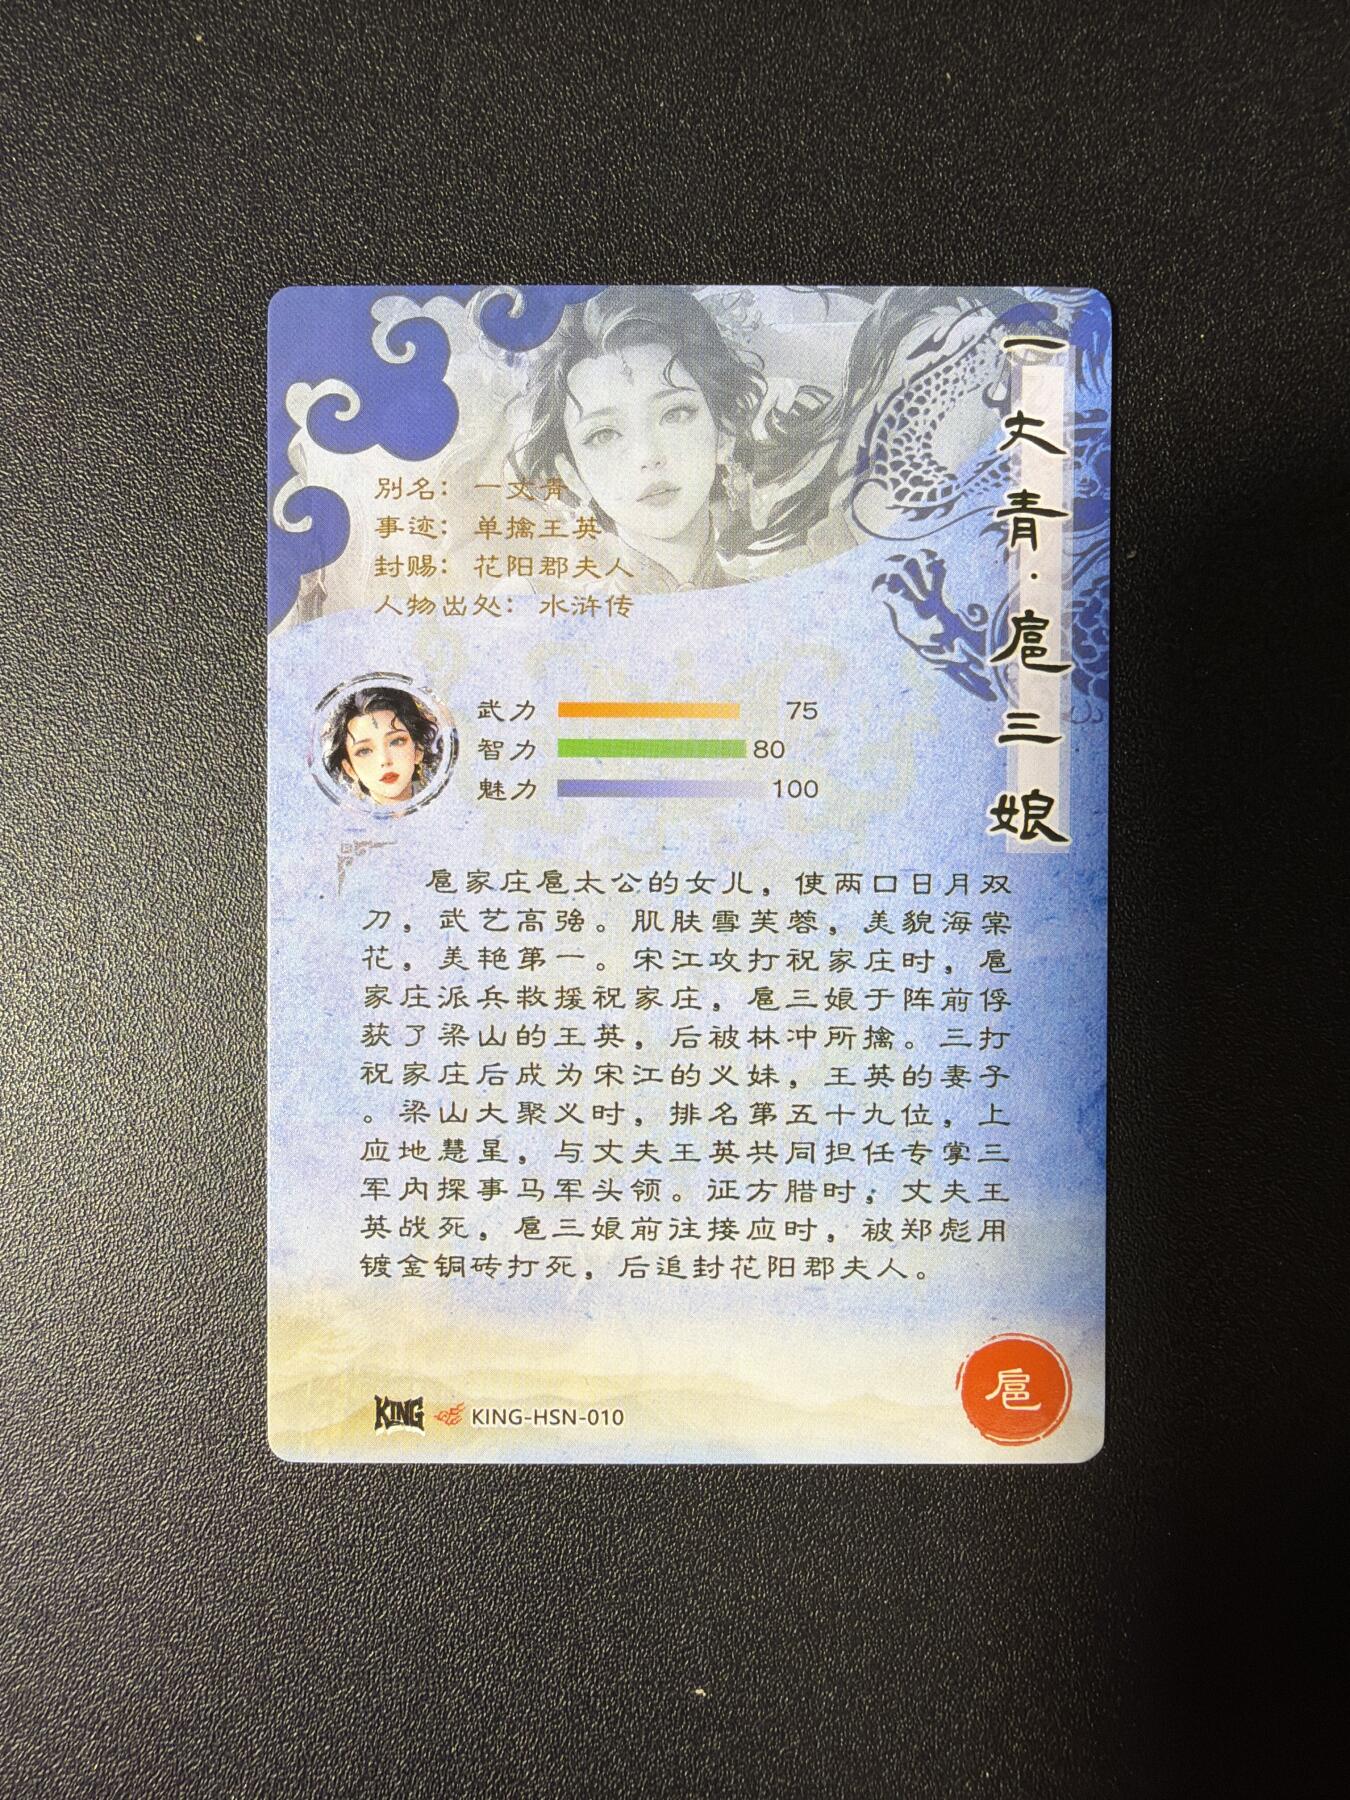 一丈青·扈三娘
别名：一丈青
事迹：单擒王英
封赐：花阳郡夫人
人物出处：水浒传
武力 75
智力 80
魅力 100
扈家庄扈太公的女儿，使两口日月双
刀，武艺高强。肌肤雪芙蓉，美貌海棠
花，美艳第一。宋江攻打祝家庄时，扈
家庄派兵救援祝家庄，扈三娘于阵前俘
获了梁山的王英，后被林冲所擒。三打
祝家庄后成为宋江的义妹，王英的妻子
。梁山大聚义时，排名第五十九位，上
应地慧星，与丈夫王英共同担任专掌三
军内探事马军头领。证方腊时，丈夫王
英战死，扈三娘前往接应时，被郑彪用
镀金铜砖打死，后追封花阳郡夫人。
扈
KING KING-HSN-010